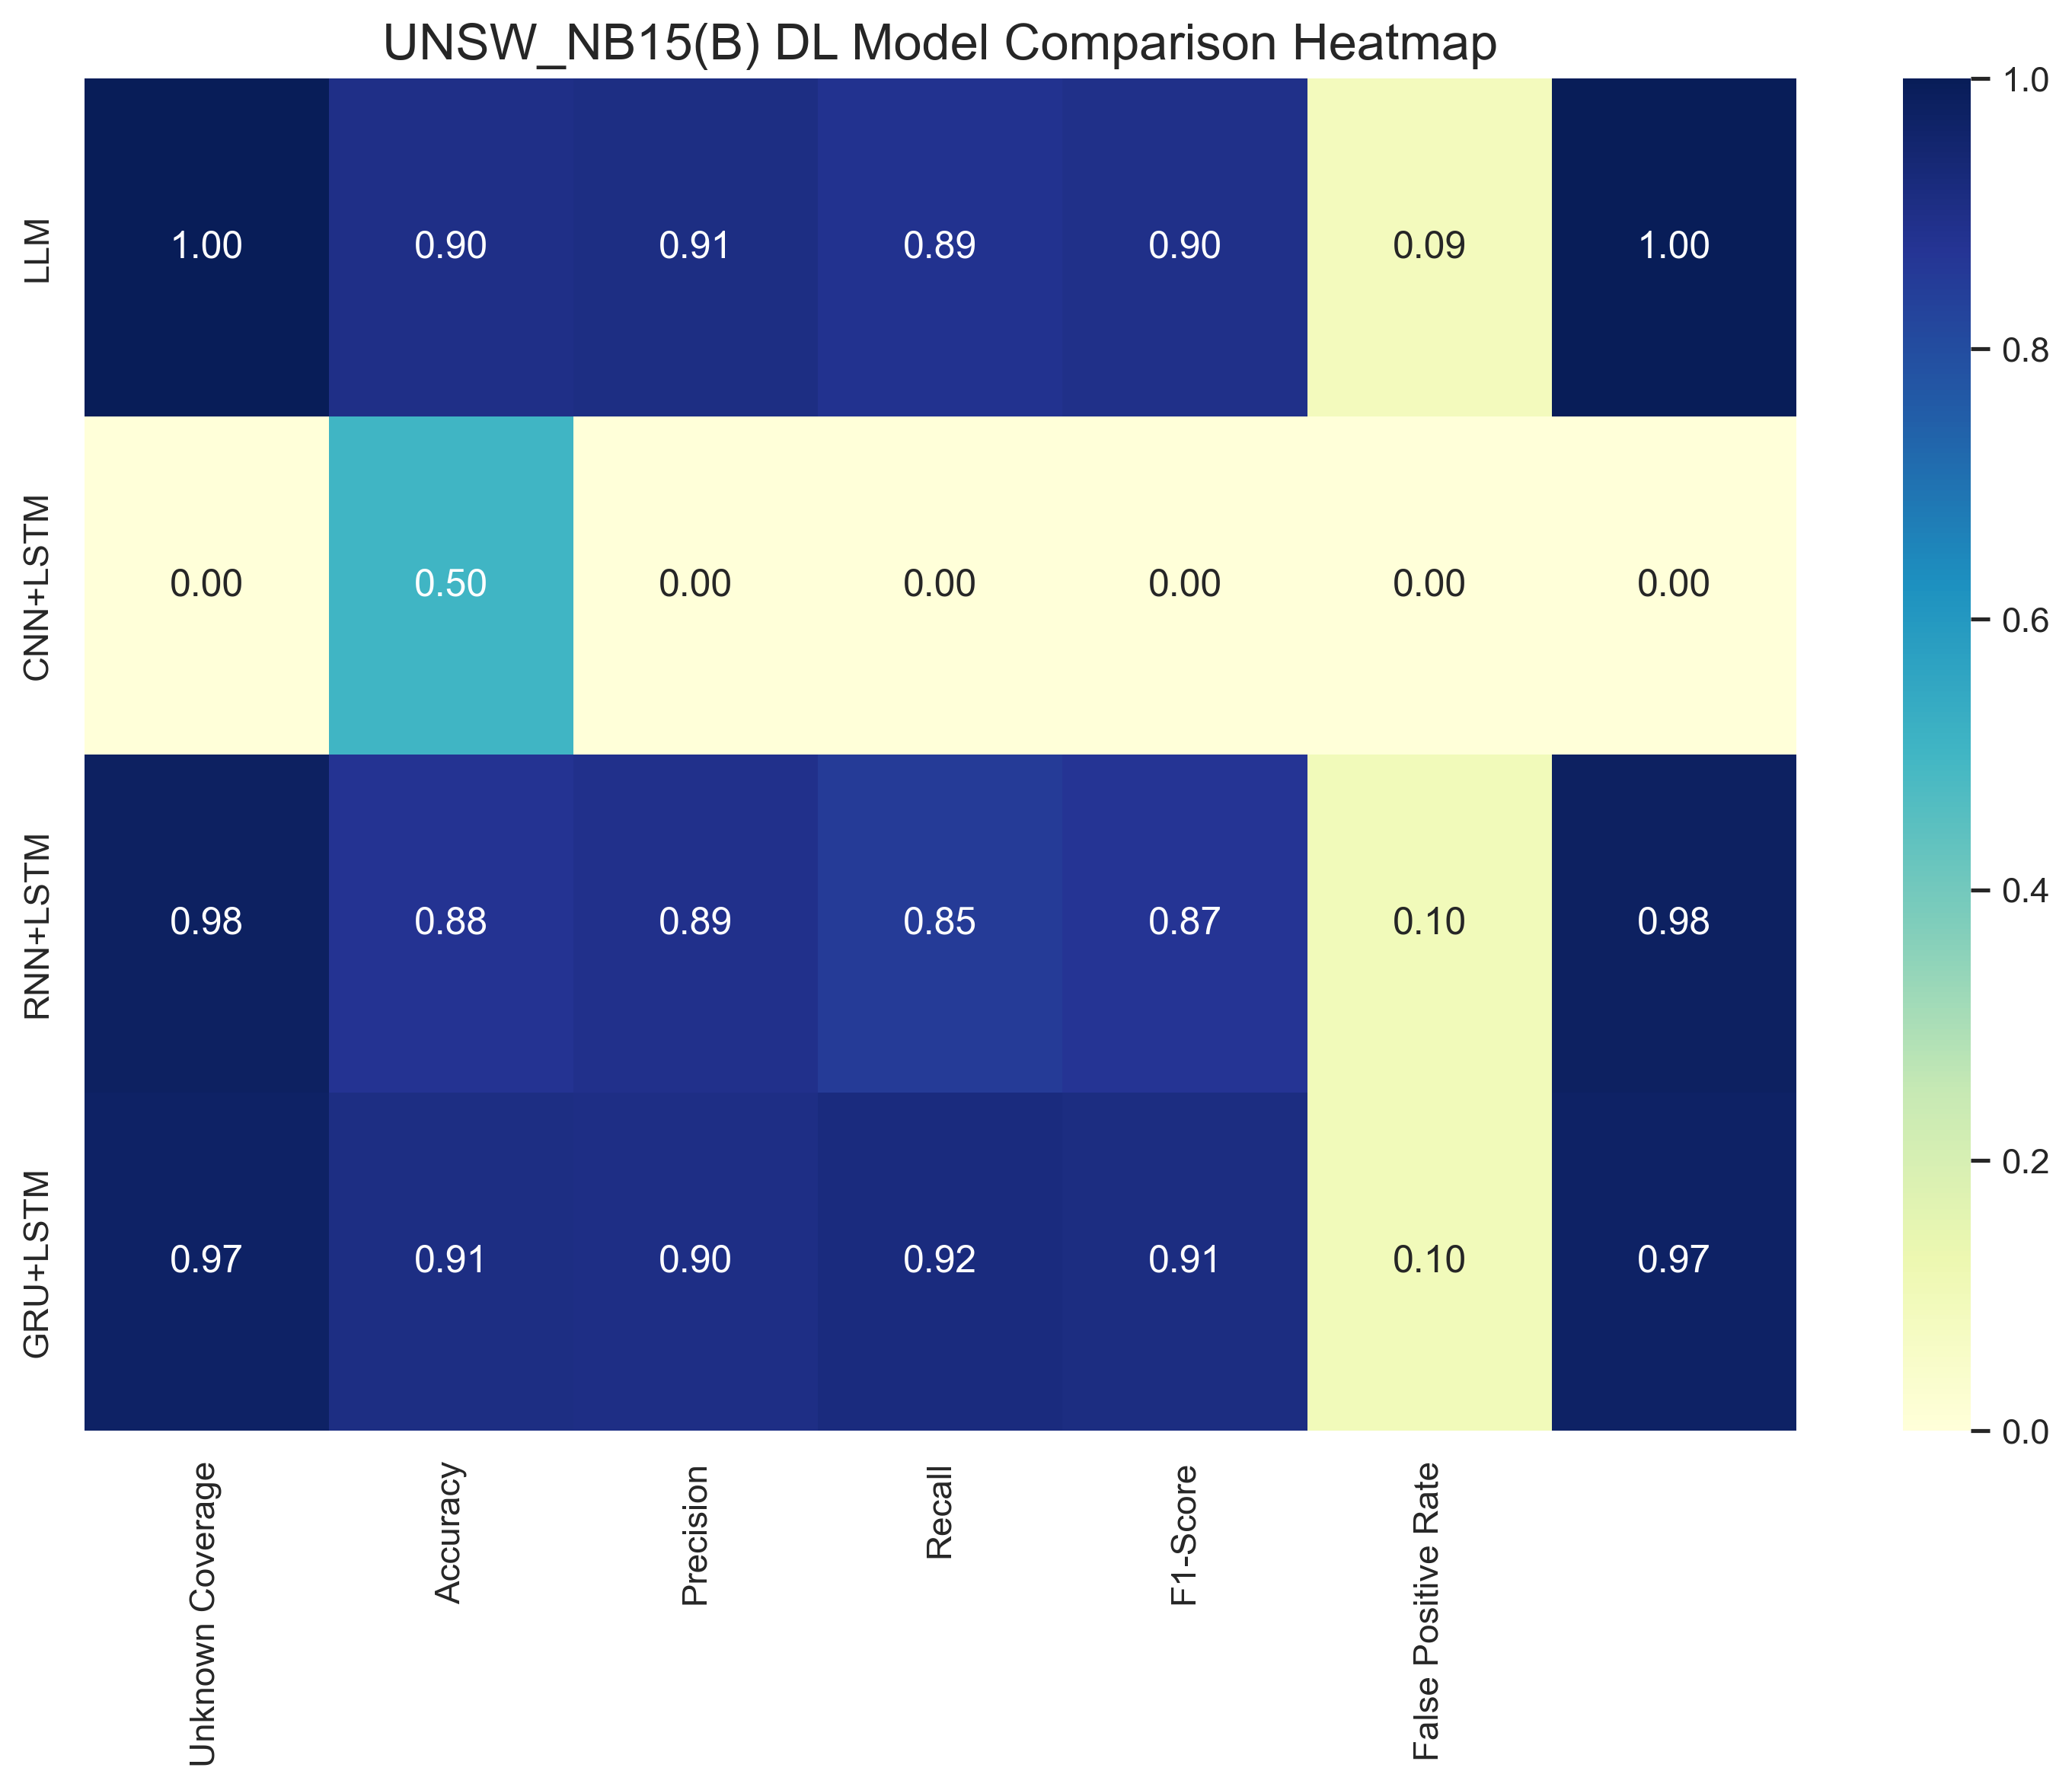 UNSW_NB15(B) DL Model Comparison Heatmap
LLM 1.00 0.90 0.91 0.89 0.90 0.09 1.00
CNN+LSTM 0.00 0.50 0.00 0.00 0.00 0.00 0.00
RNN+LSTM 0.98 0.88 0.89 0.85 0.87 0.10 0.98
GRU+LSTM 0.97 0.91 0.90 0.92 0.91 0.10 0.97
Unknown Coverage
Accuracy
Precision
Recall
F1-Score
False Positive Rate
1.0
0.8
0.6
0.4
0.2
0.0